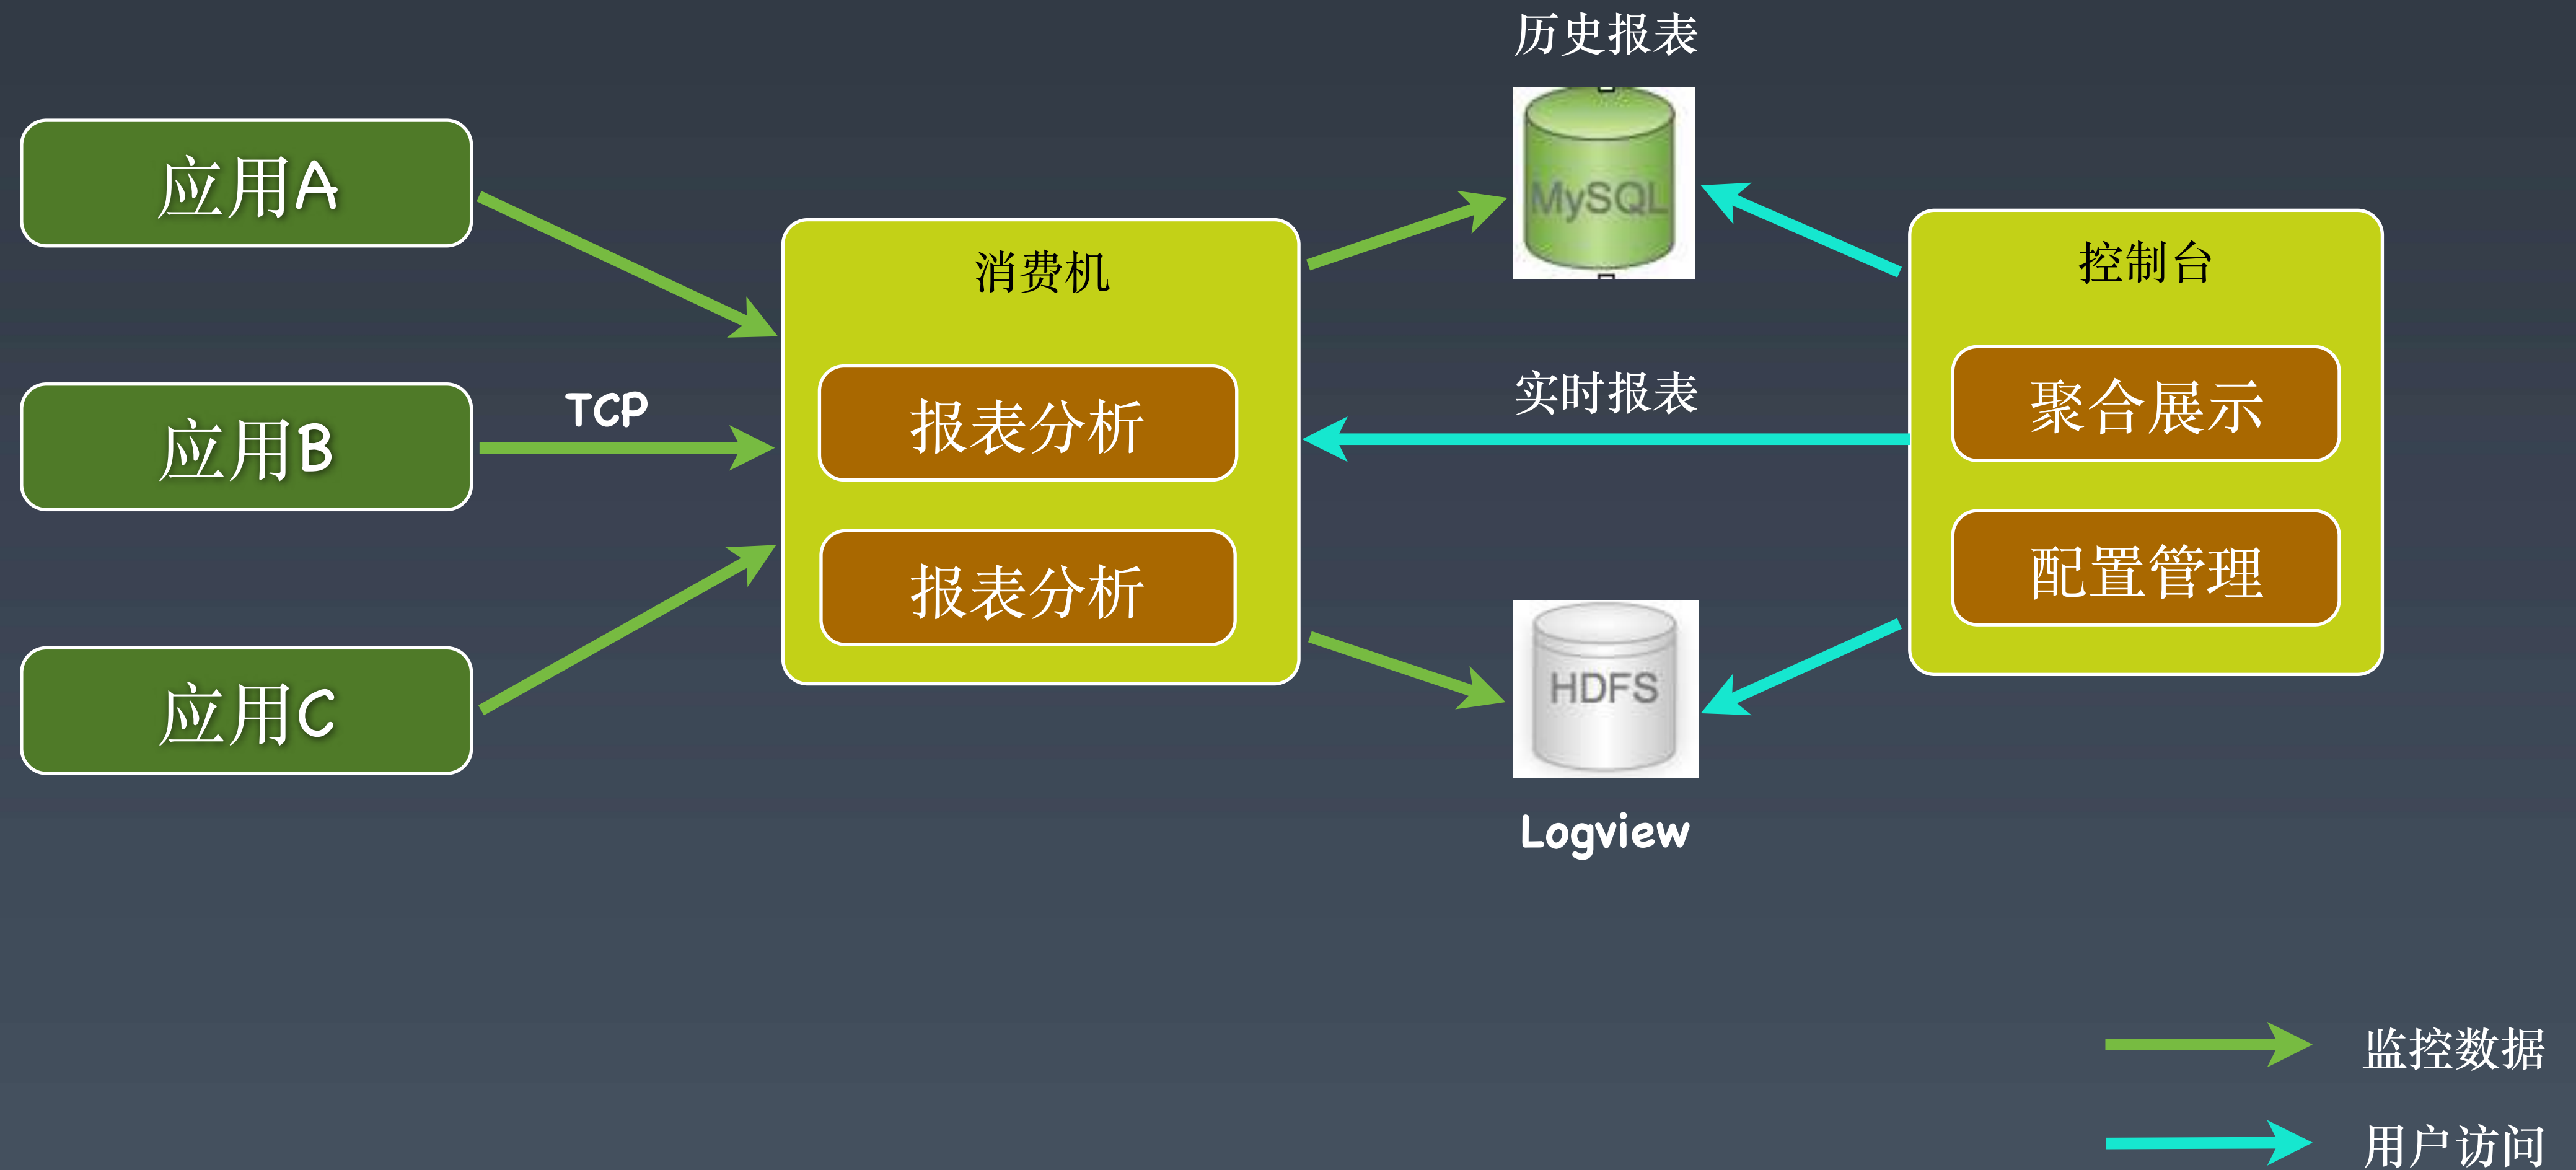 历史报表
MySQL
应用A
应用B
应用C
TCP
消费机
报表分析
报表分析
实时报表
控制台
聚合展示
配置管理
HDFS
Logview
监控数据
用户访问